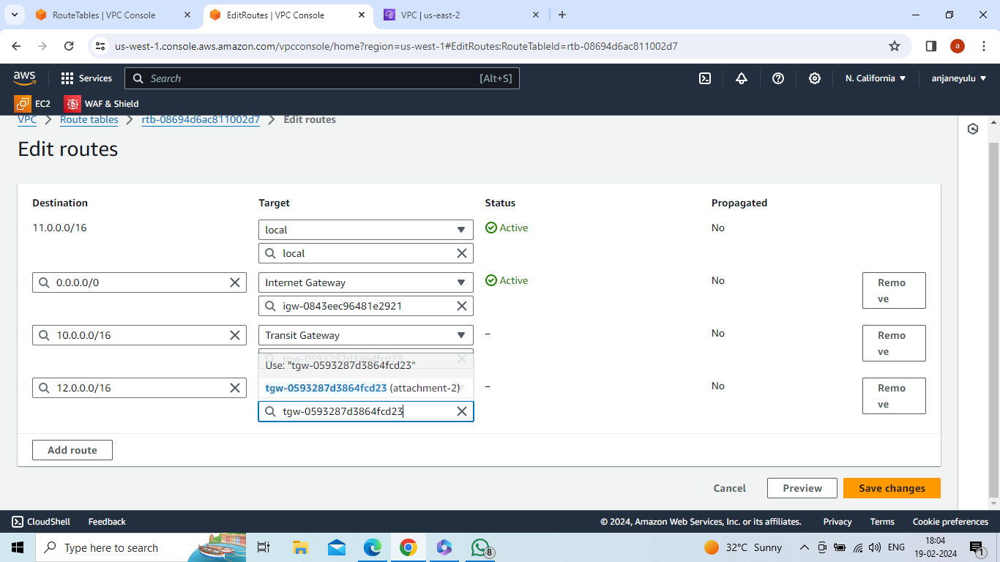 RouteTables | VPC Console
EditRoutes | VPC Console
VPC | us-east-2
us-west-1.console.aws.amazon.com/vpcconsole/home?region=us-west-1#EditRoutes:RouteTableId=rtb-08694d6ac811002d7
a
aws
Services
Search
[Alt+S]
N. California
anjaneyulu
EC2
WAF & Shield
VPC
Route tables
rtb-08694d6ac811002d7
Edit routes
Edit routes
Destination
Target
Status
Propagated
11.0.0.0/16
local
Active
No
local
0.0.0.0/0
Internet Gateway
Active
No
Remo
ve
igw-0843eec96481e2921
10.0.0.0/16
Transit Gateway
–
No
Remo
ve
tgw-0593287d3864fcd23
Use: "tgw-0593287d3864fcd23"
tgw-0593287d3864fcd23 (attachment-2)
12.0.0.0/16
–
No
Remo
ve
tgw-0593287d3864fcd23
Add route
Cancel
Preview
Save changes
CloudShell
Feedback
© 2024, Amazon Web Services, Inc. or its affiliates.
Privacy
Terms
Cookie preferences
Type here to search
8
32°C Sunny
ENG
18:04
19-02-2024
1